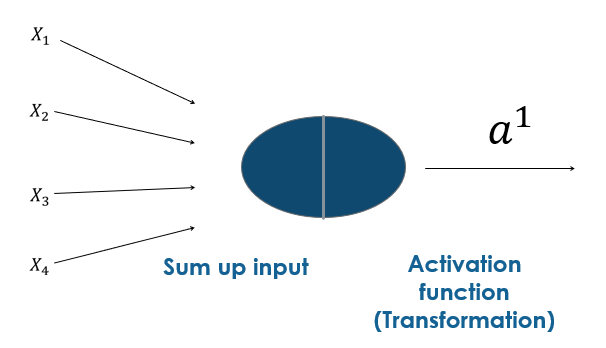 X₁
X₂
a¹
X₃
X₄
Sum up input
Activation
function
(Transformation)